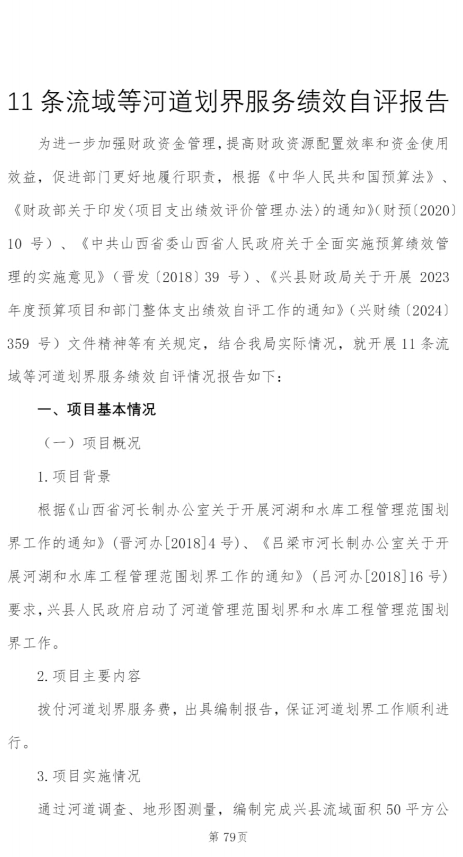 11 条流域等河道划界服务绩效自评报告
为进一步加强财政资金管理,提高财政资源配置效率和资金使用
效益，促进部门更好地履行职责，根据《中华人民共和国预算法》、
《财政部关于印发〈项目支出绩效评价管理办法〉的通知》（财预〔2020〕
10 号）、《中共山西省委山西省人民政府关于全面实施预算绩效管
理的实施意见》（晋发〔2018〕39 号）、《兴县财政局关于开展 2023
年度预算项目和部门整体支出绩效自评工作的通知》（兴财绩〔2024〕
359 号）文件精神等有关规定，结合我局实际情况，就开展 11 条流
域等河道划界服务绩效自评情况报告如下：
一、项目基本情况
（一）项目概况
1.项目背景
根据《山西省河长制办公室关于开展河湖和水库工程管理范围划
界工作的通知》(晋河办[2018]4 号)、《吕梁市河长制办公室关于开
展河湖和水库工程管理范围划界工作的通知》(吕河办[2018]16 号)
要求,兴县人民政府启动了河道管理范围划界和水库工程管理范围划
界工作。
2.项目主要内容
拨付河道划界服务费，出具编制报告，保证河道划界工作顺利进
行。
3.项目实施情况
通过河道调查、地形图测量，编制完成兴县流域面积 50 平方公
第 79页